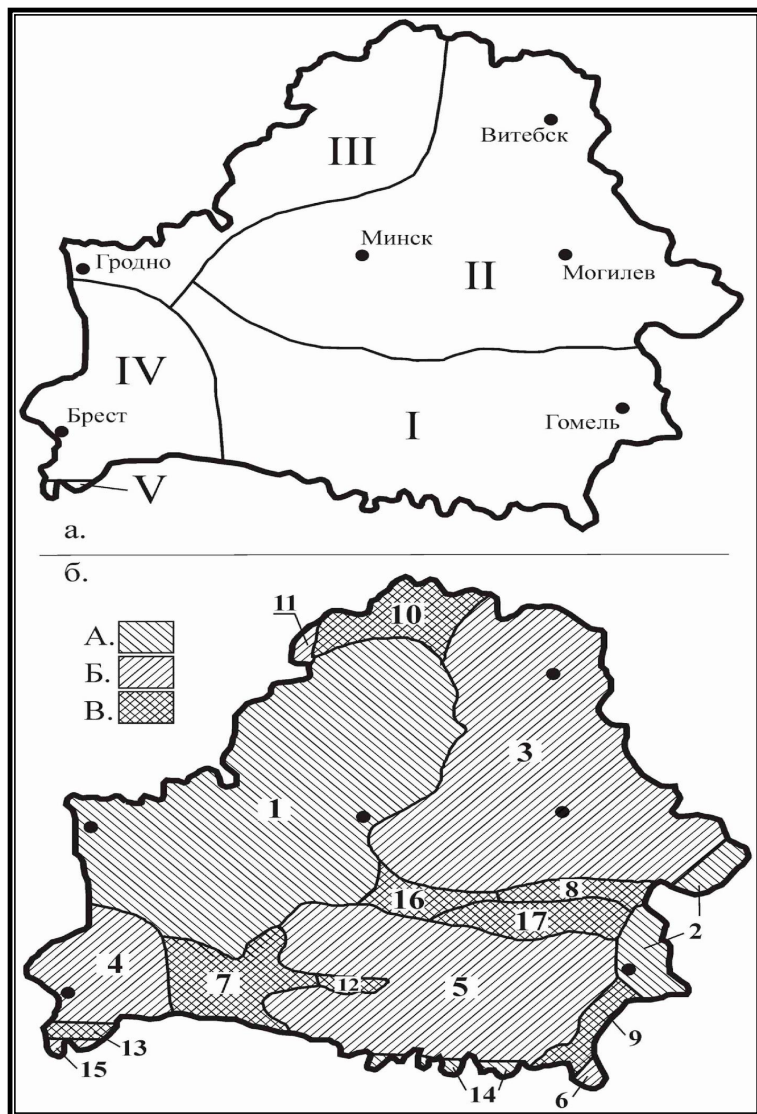 III
Витебск
Минск
Гродно
Могилев
II
IV
Брест
I
Гомель
V
а.
б.
11
10
А.
Б.
В.
3
1
16
8
17
2
4
7
12
5
9
13
15
14
6